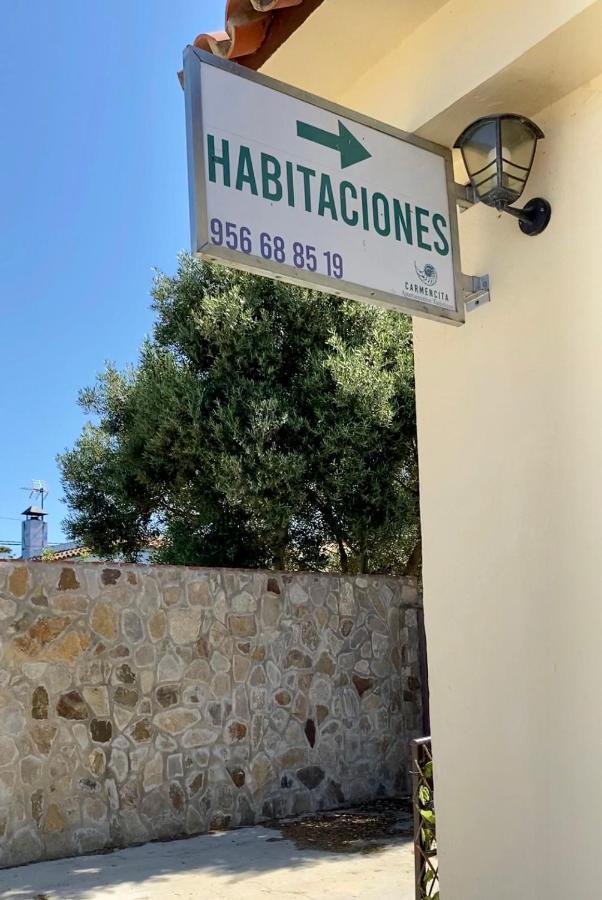 HABITACIONES
956 68 85 19
CARMENCITA